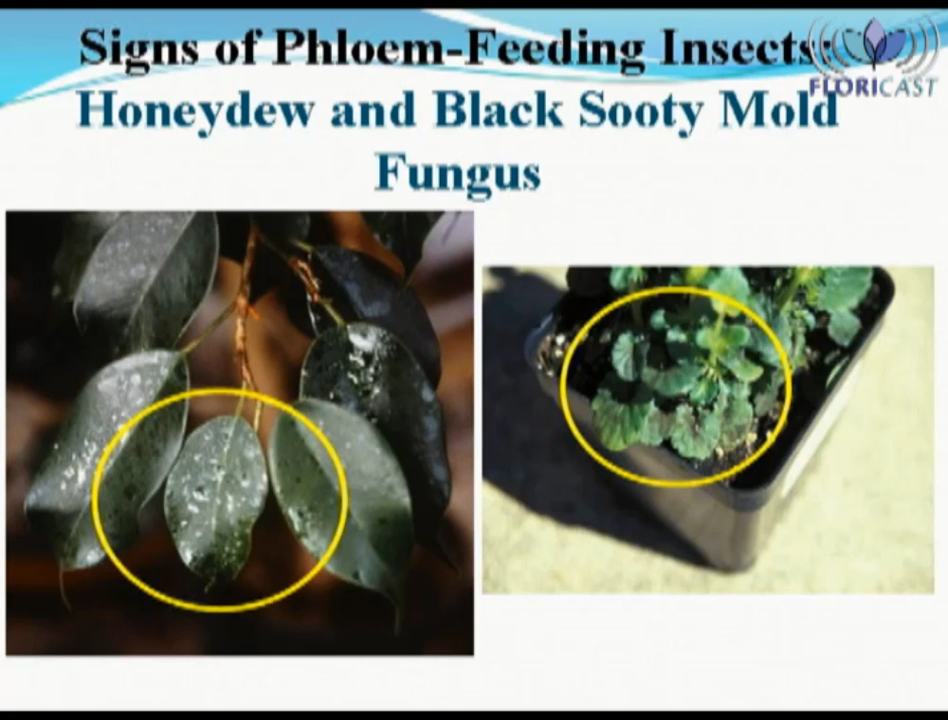 Signs of Phloem-Feeding Insects:
Honeydew and Black Sooty Mold
Fungus
FLORICAST